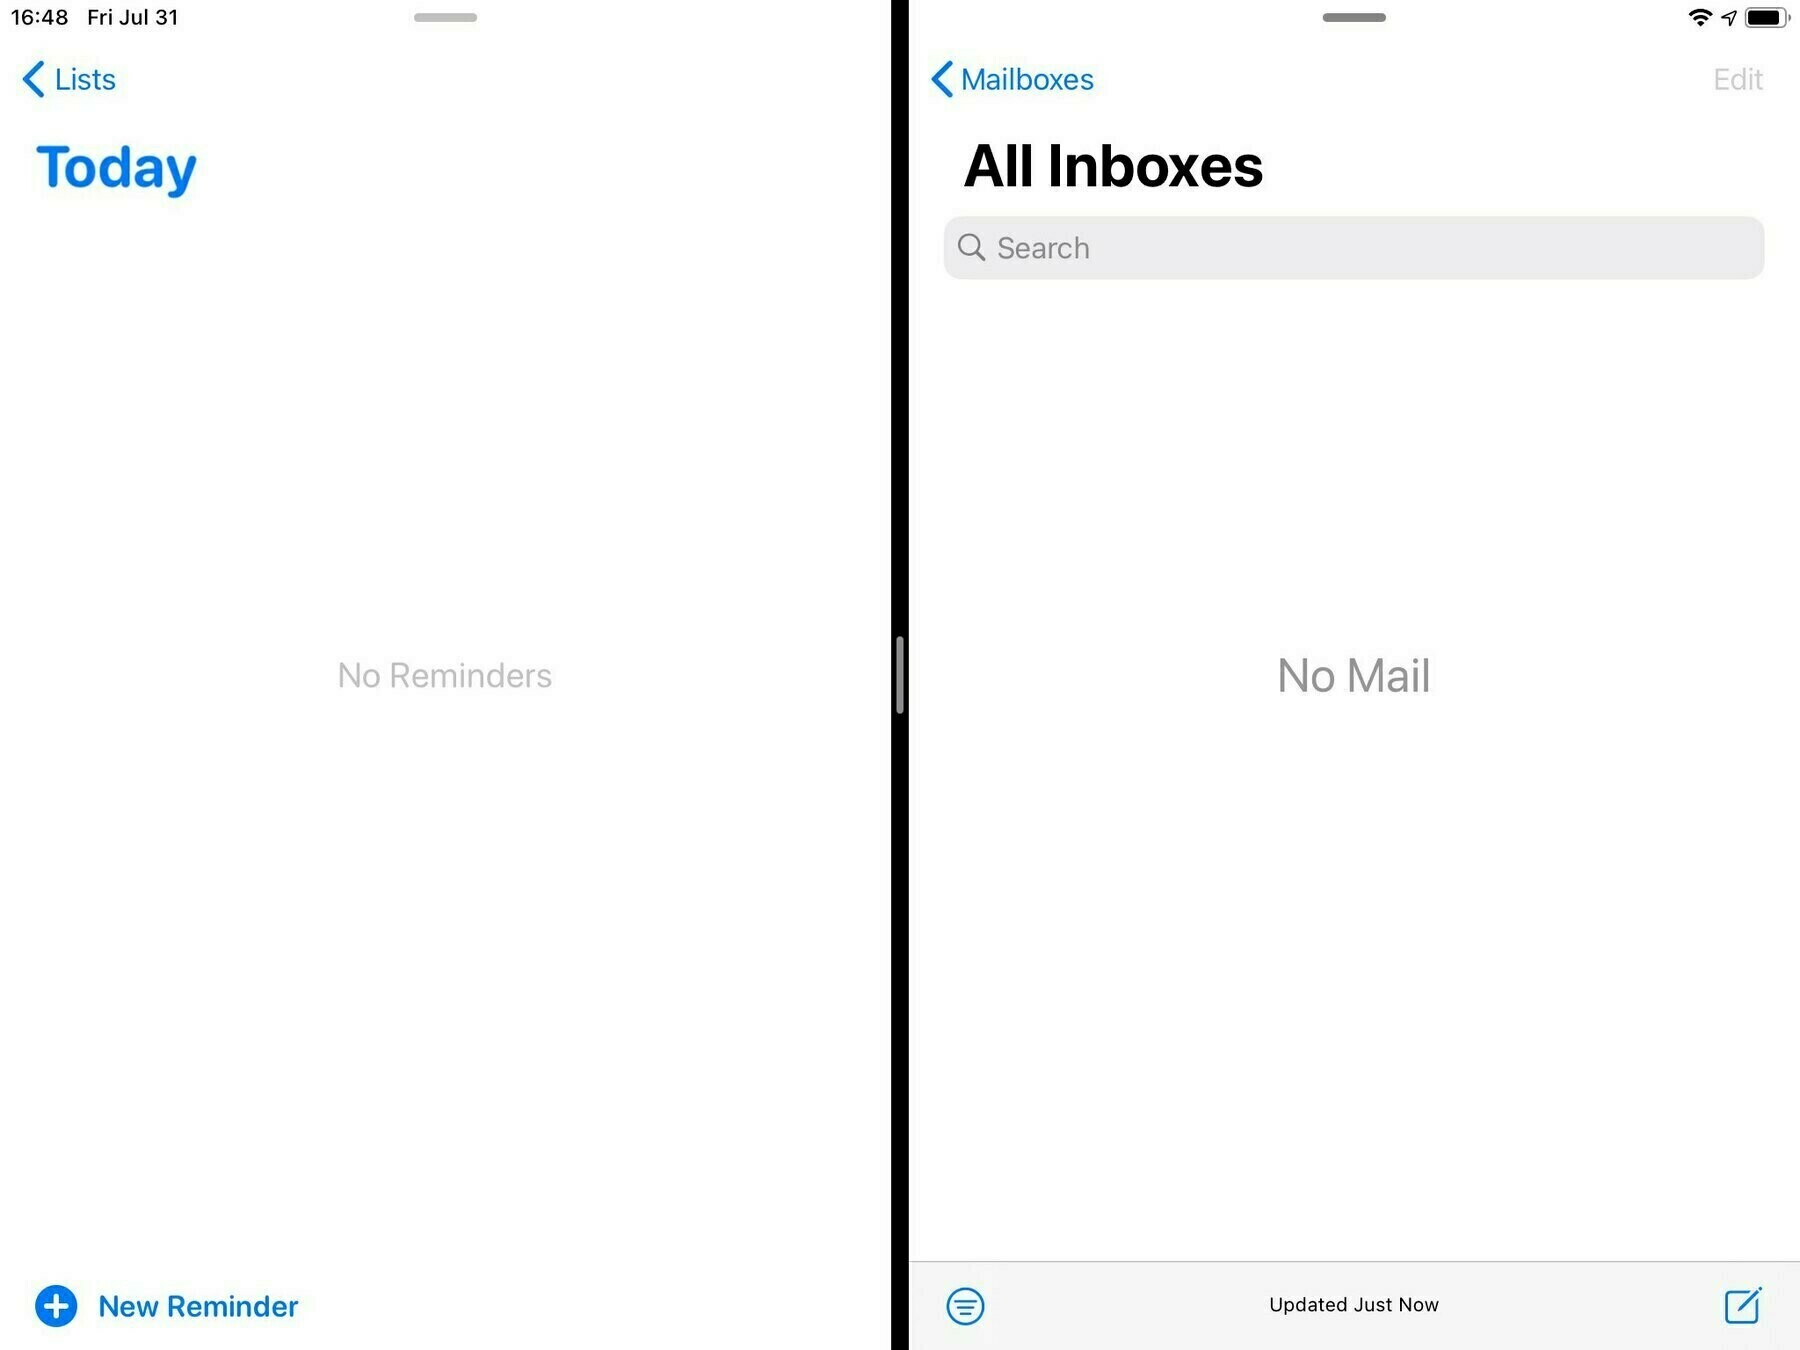 16:48 Fri Jul 31
Lists
Today
No Reminders
New Reminder
Mailboxes
Edit
All Inboxes
Search
No Mail
Updated Just Now